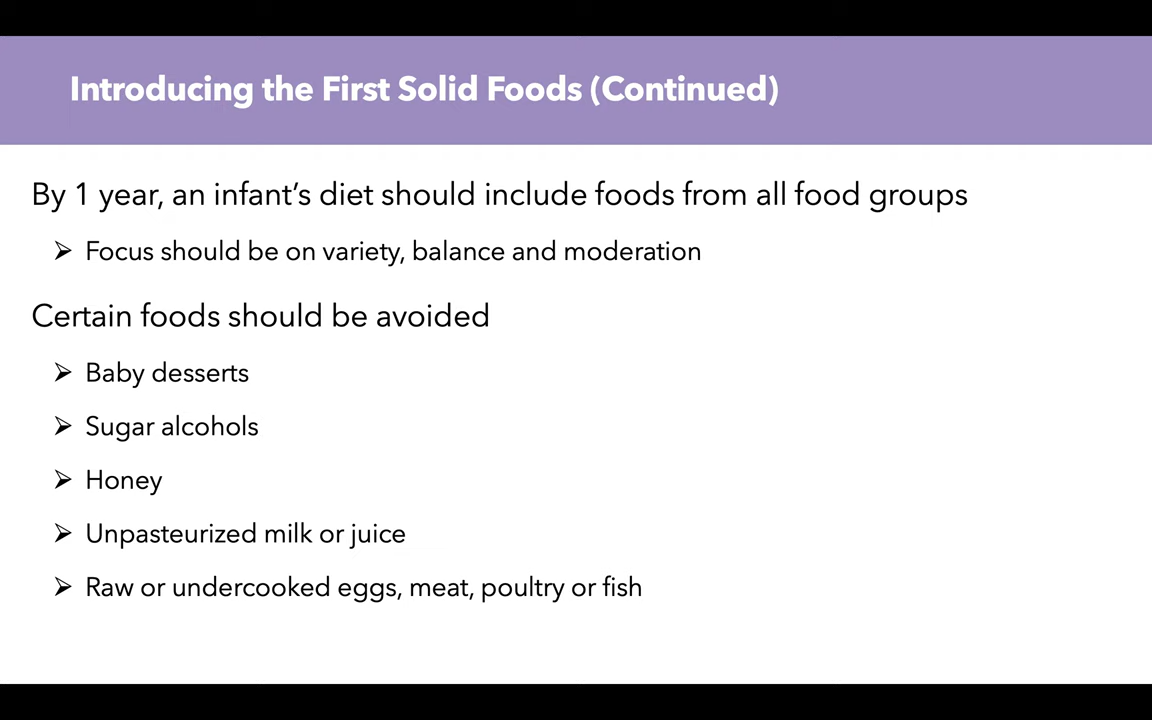 Introducing the First Solid Foods (Continued)
By 1 year, an infant’s diet should include foods from all food groups
➢ Focus should be on variety, balance and moderation
Certain foods should be avoided
➢ Baby desserts
➢ Sugar alcohols
➢ Honey
➢ Unpasteurized milk or juice
➢ Raw or undercooked eggs, meat, poultry or fish